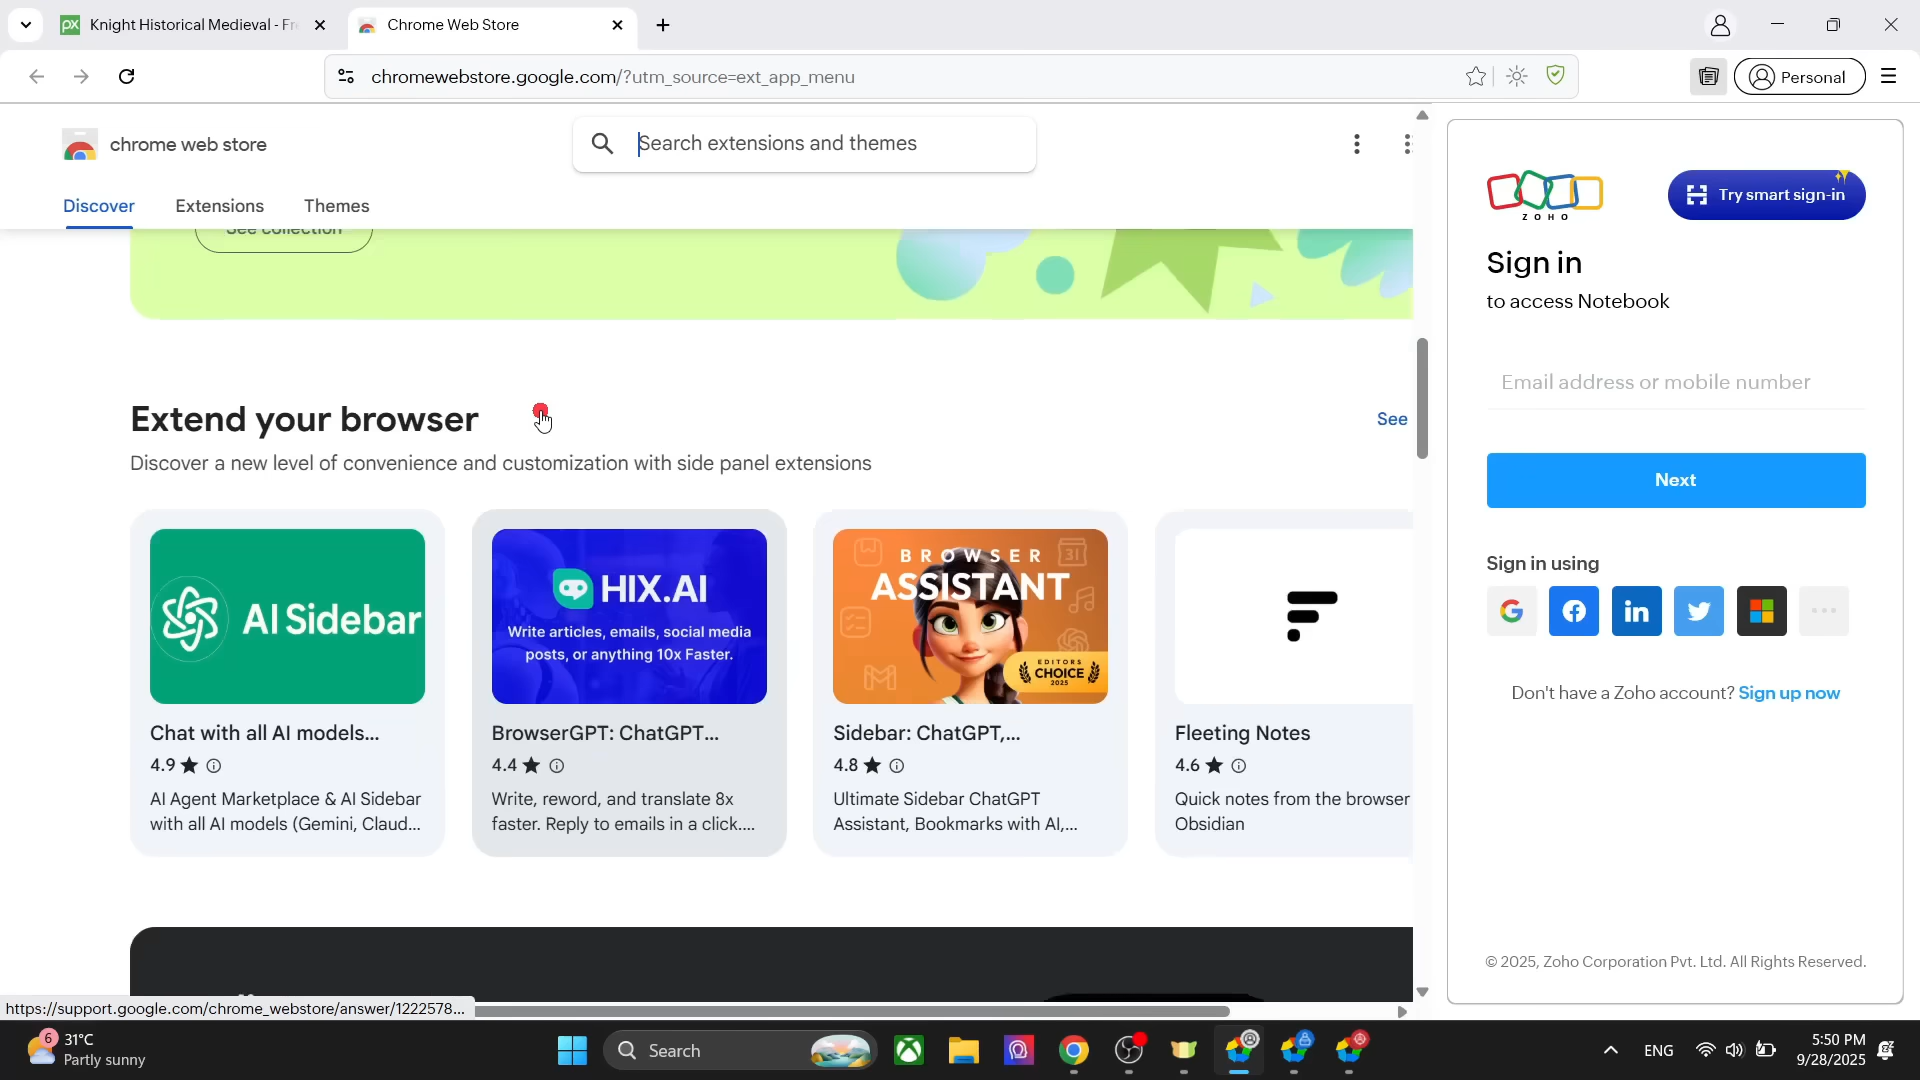 Knight Historical Medieval - Fr
Chrome Web Store
chromewebstore.google.com/?utm_source=ext_app_menu
Personal
chrome web store
Search extensions and themes
Discover
Extensions
Themes
See collection
Extend your browser
See
Discover a new level of convenience and customization with side panel extensions
AI Sidebar
HIX.AI
Write articles, emails, social media
posts, or anything 10x Faster.
BROWSER
ASSISTANT
31
EDITORS
CHOICE
2025
Chat with all AI models...
4.9
AI Agent Marketplace & AI Sidebar
with all AI models (Gemini, Claud...
BrowserGPT: ChatGPT...
4.4
Write, reword, and translate 8x
faster. Reply to emails in a click....
Sidebar: ChatGPT,...
4.8
Ultimate Sidebar ChatGPT
Assistant, Bookmarks with AI,...
Fleeting Notes
4.6
Quick notes from the browser
Obsidian
https://support.google.com/chrome_webstore/answer/1222578...
ZOHO
Try smart sign-in
Sign in
to access Notebook
Email address or mobile number
Next
Sign in using
Don't have a Zoho account? Sign up now
© 2025, Zoho Corporation Pvt. Ltd. All Rights Reserved.
6
31°C
Partly sunny
Search
ENG
5:50 PM
9/28/2025